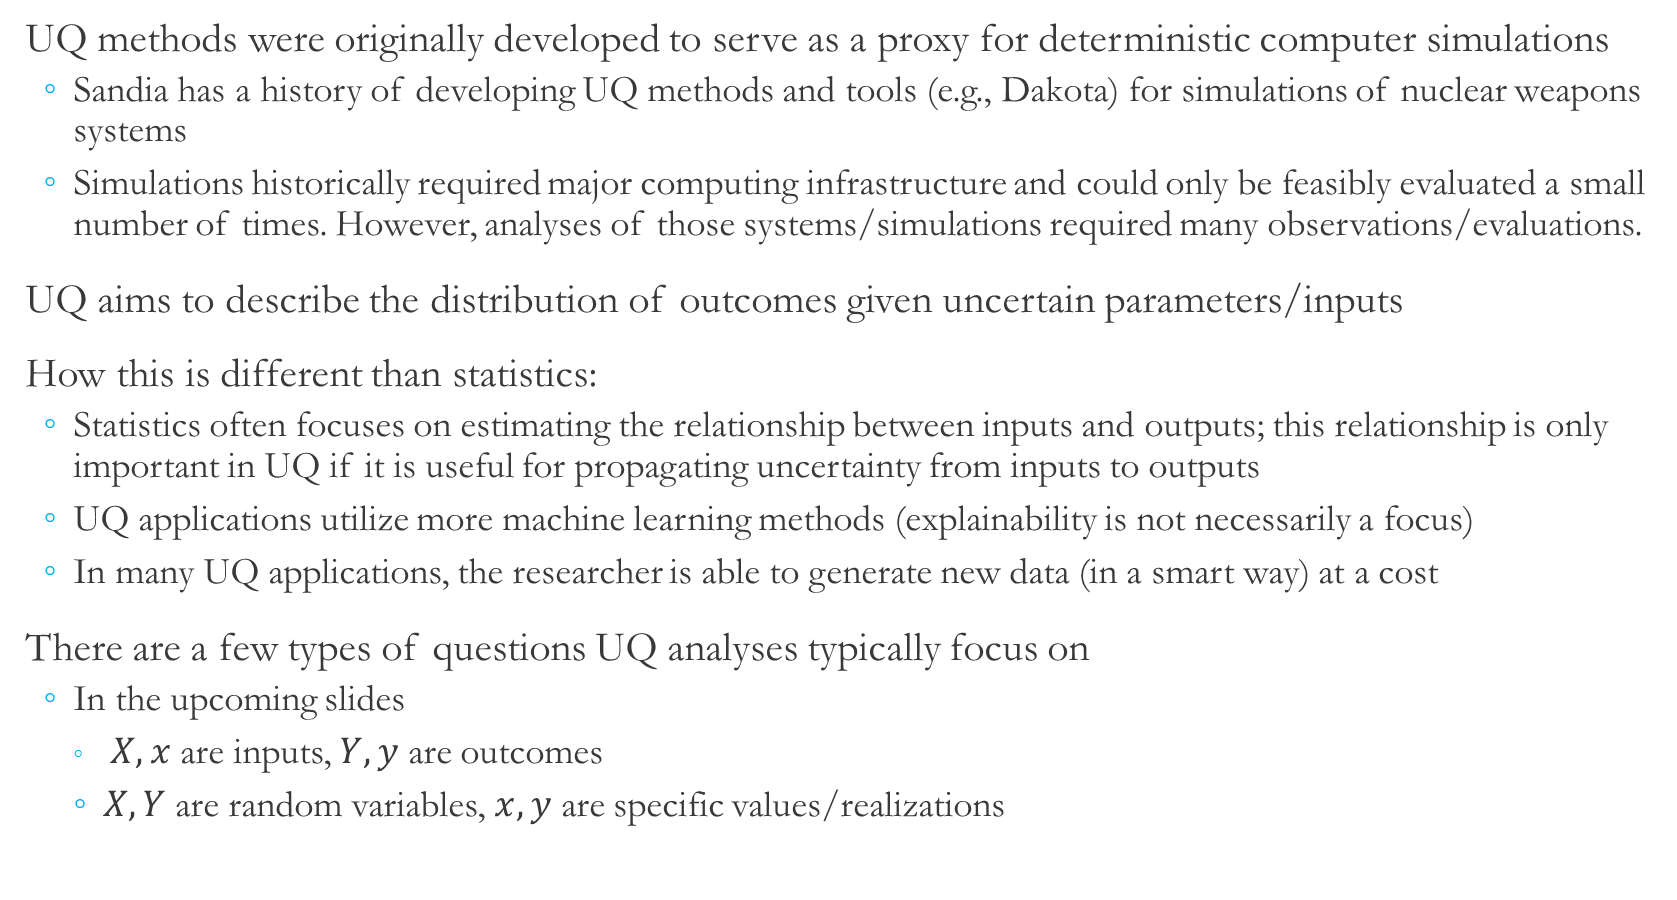 UQ methods were originally developed to serve as a proxy for deterministic computer simulations
◦ Sandia has a history of developing UQ methods and tools (e.g., Dakota) for simulations of nuclear weapons
systems
◦ Simulations historically required major computing infrastructure and could only be feasibly evaluated a small
number of times. However, analyses of those systems/simulations required many observations/evaluations.
UQ aims to describe the distribution of outcomes given uncertain parameters/inputs
How this is different than statistics:
◦ Statistics often focuses on estimating the relationship between inputs and outputs; this relationship is only
important in UQ if it is useful for propagating uncertainty from inputs to outputs
◦ UQ applications utilize more machine learning methods (explainability is not necessarily a focus)
◦ In many UQ applications, the researcher is able to generate new data (in a smart way) at a cost
There are a few types of questions UQ analyses typically focus on
◦ In the upcoming slides
◦ X, x are inputs, Y, y are outcomes
◦ X, Y are random variables, x, y are specific values/realizations